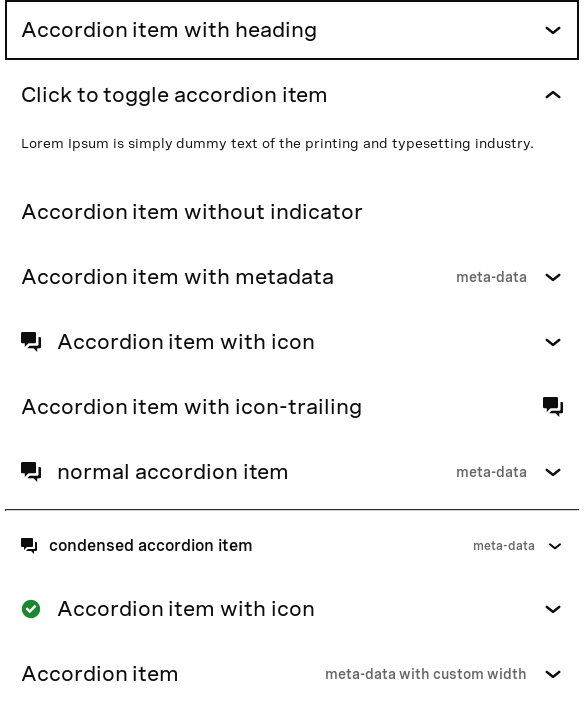 Accordion item with heading
Click to toggle accordion item
Lorem Ipsum is simply dummy text of the printing and typesetting industry.
Accordion item without indicator
Accordion item with metadata meta-data
Accordion item with icon
Accordion item with icon-trailing
normal accordion item meta-data
condensed accordion item meta-data
Accordion item with icon
Accordion item meta-data with custom width